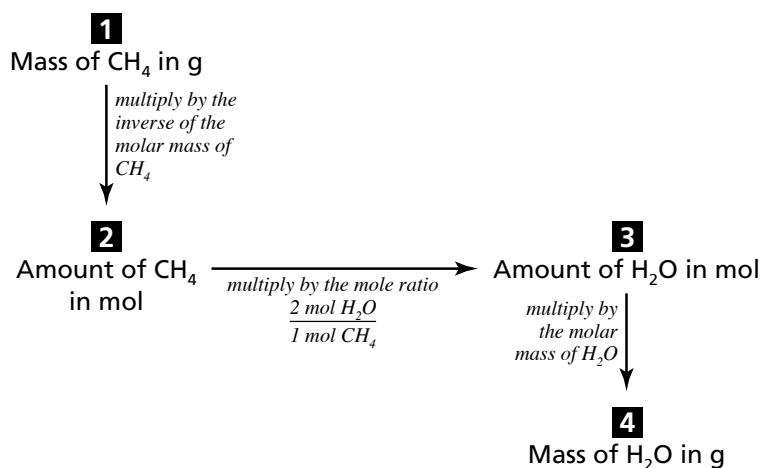 1
Mass of CH₄ in g
multiply by the
inverse of the
molar mass of
CH₄
2
Amount of CH₄
in mol
multiply by the mole ratio
2 mol H₂O
1 mol CH₄
3
Amount of H₂O in mol
multiply by
the molar
mass of H₂O
4
Mass of H₂O in g